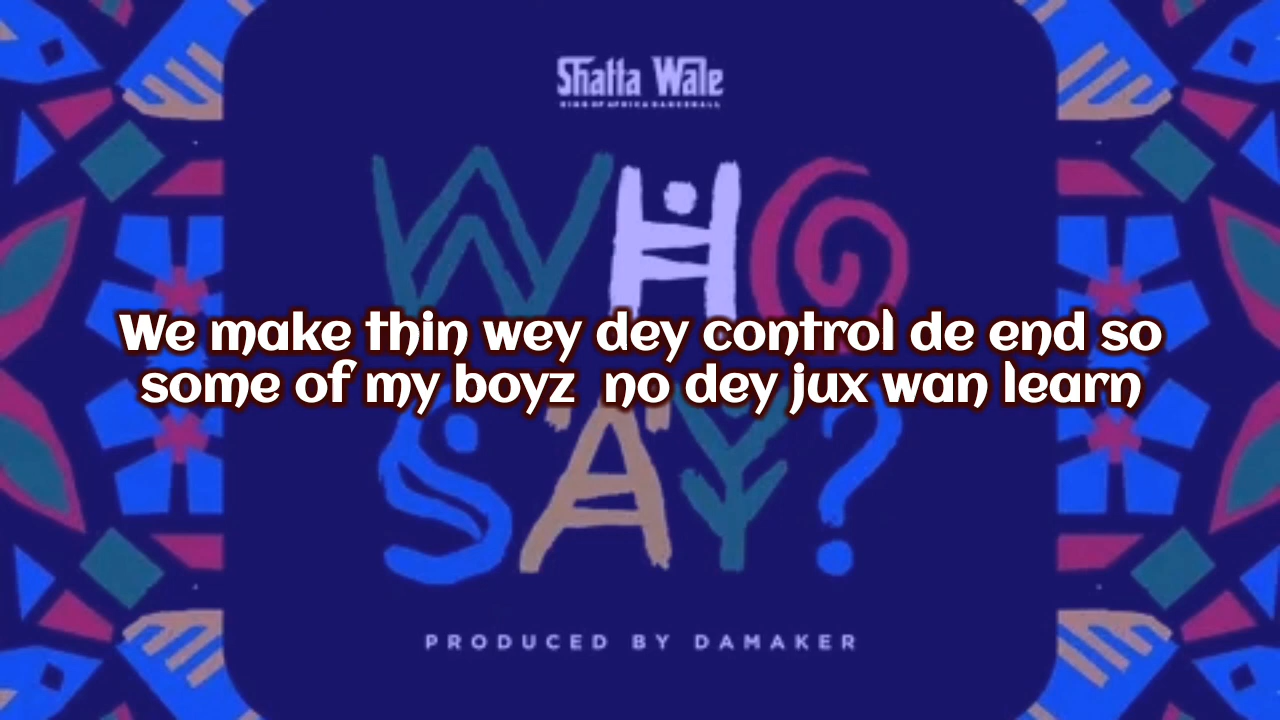 Shatta Wale
KING OF AFRICA DANCEHALL
WHO
We make thin wey dey control de end so
some of my boyz  no dey jux wan learn
SAY?
PRODUCED BY DAMAKER